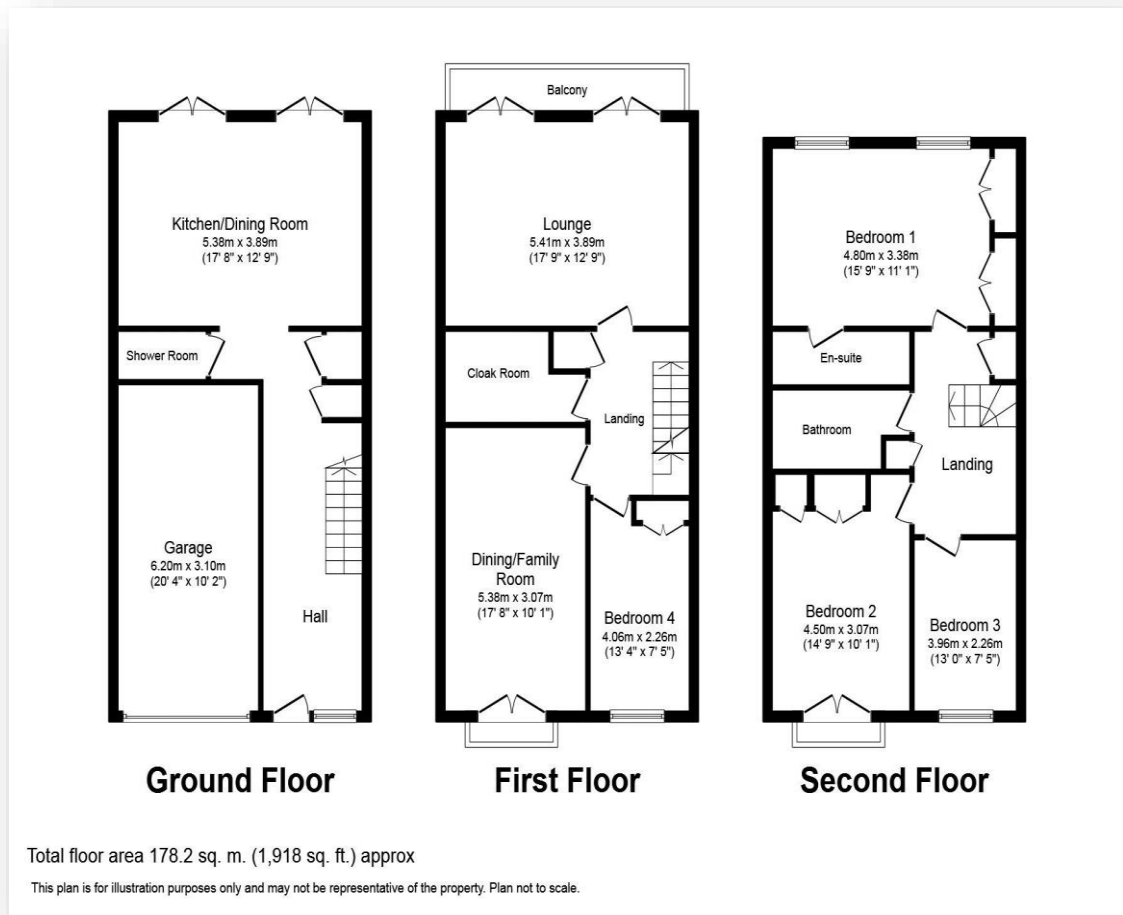 Balcony
Kitchen/Dining Room
5.38m x 3.89m
(17' 8" x 12' 9")
Shower Room
Garage
6.20m x 3.10m
(20' 4" x 10' 2")
Hall
Ground Floor
Lounge
5.41m x 3.89m
(17' 9" x 12' 9")
Cloak Room
Landing
Dining/Family
Room
5.38m x 3.07m
(17' 8" x 10' 1")
Bedroom 4
4.06m x 2.26m
(13' 4" x 7' 5")
First Floor
Bedroom 1
4.80m x 3.38m
(15' 9" x 11' 1")
En-suite
Bathroom
Landing
Bedroom 2
4.50m x 3.07m
(14' 9" x 10' 1")
Bedroom 3
3.96m x 2.26m
(13' 0" x 7' 5")
Second Floor
Total floor area 178.2 sq. m. (1,918 sq. ft.) approx
This plan is for illustration purposes only and may not be representative of the property. Plan not to scale.